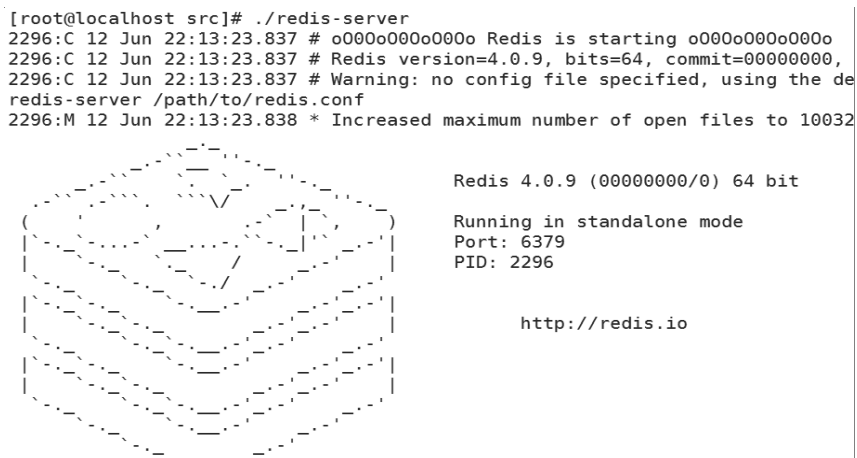 [root@localhost src]# ./redis-server
2296:C 12 Jun 22:13:23.837 # oO0OoO0OoO0Oo Redis is starting oO0OoO0OoO0Oo
2296:C 12 Jun 22:13:23.837 # Redis version=4.0.9, bits=64, commit=00000000,
2296:C 12 Jun 22:13:23.837 # Warning: no config file specified, using the de
redis-server /path/to/redis.conf
2296:M 12 Jun 22:13:23.838 * Increased maximum number of open files to 10032
Redis 4.0.9 (00000000/0) 64 bit
Running in standalone mode
Port: 6379
PID: 2296
http://redis.io